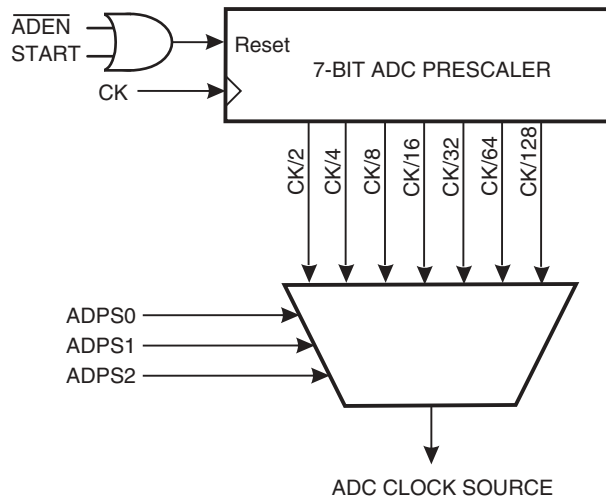 ADEN
START
Reset
7-BIT ADC PRESCALER
CK
CK/2
CK/4
CK/8
CK/16
CK/32
CK/64
CK/128
ADPS0
ADPS1
ADPS2
ADC CLOCK SOURCE